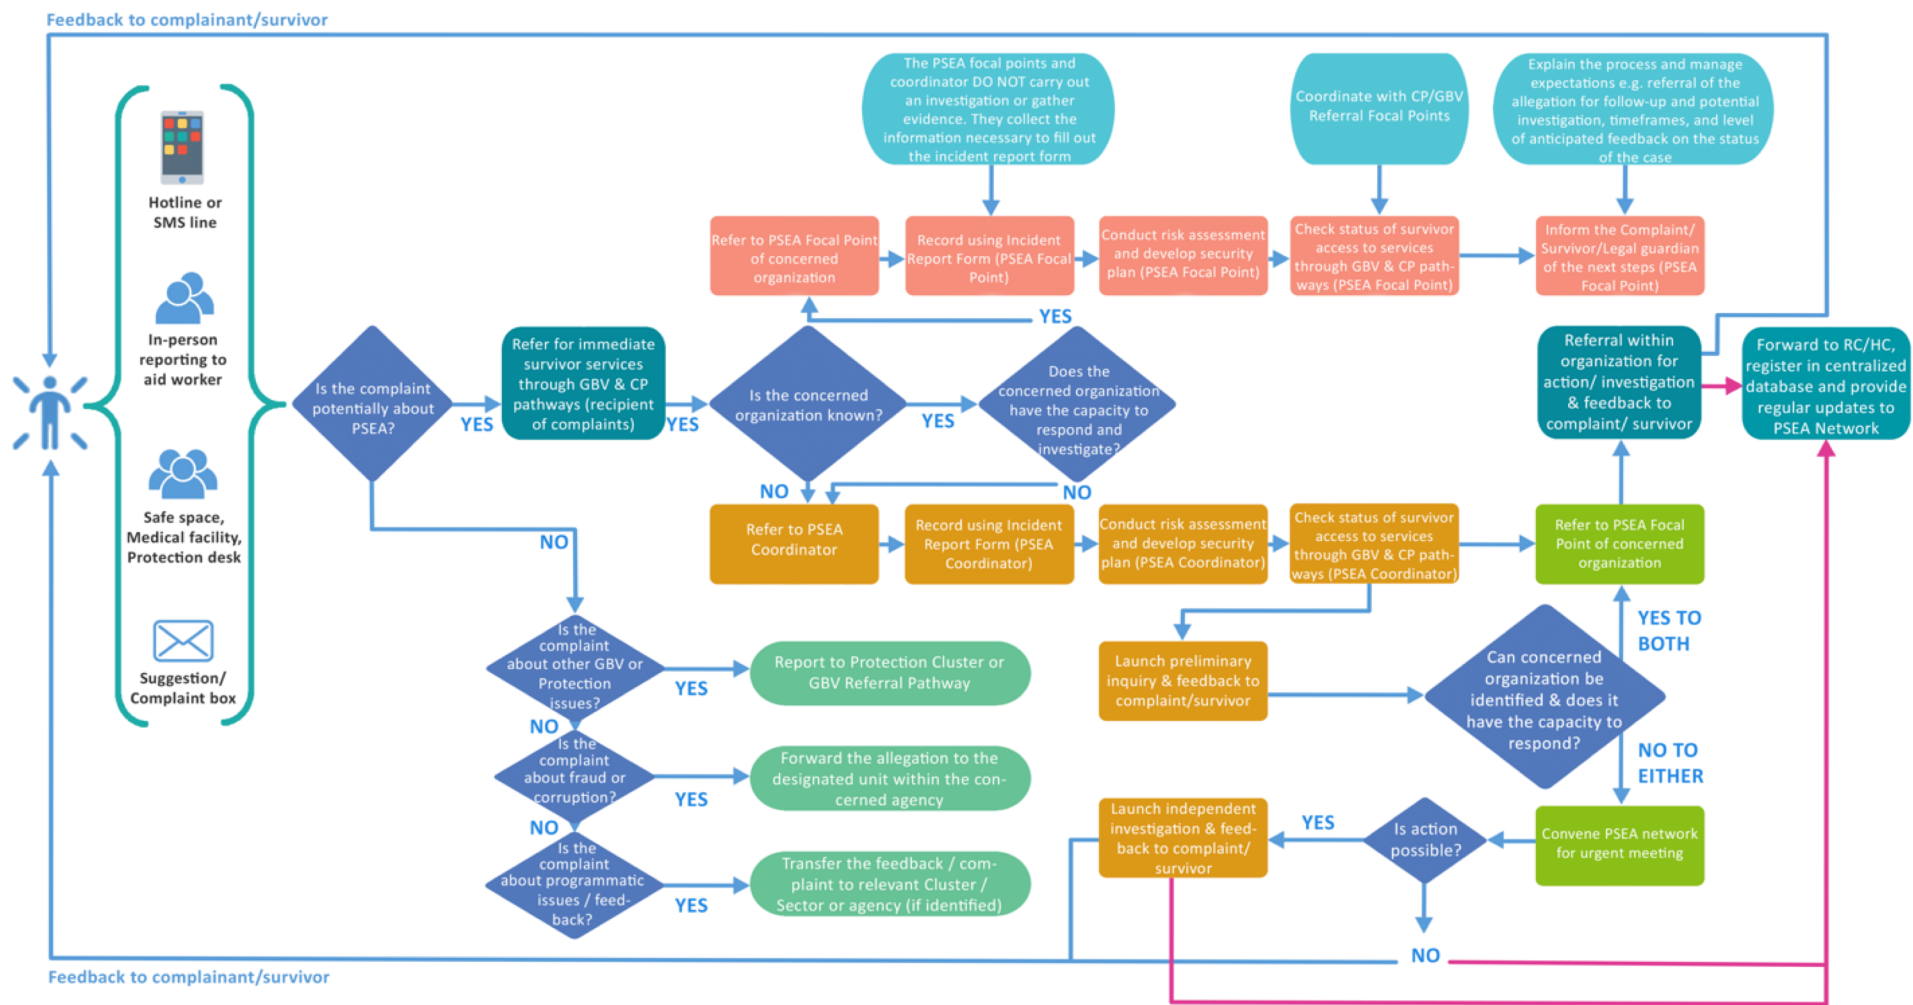 Feedback to complainant/survivor
Hotline or
SMS line
In-person
reporting to
aid worker
Safe space,
Medical facility,
Protection desk
Suggestion/
Complaint box
Is the complaint
potentially about
PSEA?
YES
NO
Refer for immediate
survivor services
through GBV & CP
pathways (recipient
of complaints)
YES
Is the concerned
organization known?
YES
NO
Does the
concerned organization
have the capacity to
respond and
investigate?
YES
NO
The PSEA focal points and
coordinator DO NOT carry out
an investigation or gather
evidence. They collect the
information necessary to fill out
the incident report form
Coordinate with CP/GBV
Referral Focal Points
Explain the process and manage
expectations e.g. referral of the
allegation for follow-up and potential
investigation, timeframes, and level
of anticipated feedback on the status
of the case
Refer to PSEA Focal Point
of concerned
organization
Record using Incident
Report Form (PSEA Focal
Point)
Conduct risk assessment
and develop security
plan (PSEA Focal Point)
Check status of survivor
access to services
through GBV & CP path-
ways (PSEA Focal Point)
Inform the Complaint/
Survivor/Legal guardian
of the next steps (PSEA
Focal Point)
Referral within
organization for
action/ investigation
& feedback to
complaint/ survivor
Forward to RC/HC,
register in centralized
database and provide
regular updates to
PSEA Network
Refer to PSEA
Coordinator
Record using Incident
Report Form (PSEA
Coordinator)
Conduct risk assessment
and develop security
plan (PSEA Coordinator)
Check status of survivor
access to services
through GBV & CP path-
ways (PSEA Coordinator)
Refer to PSEA Focal
Point of concerned
organization
Launch preliminary
inquiry & feedback to
complaint/survivor
Can concerned
organization be
identified & does it
have the capacity to
respond?
YES TO
BOTH
NO TO
EITHER
Convene PSEA network
for urgent meeting
Is action
possible?
YES
NO
Launch independent
investigation & feed-
back to complaint/
survivor
Is the
complaint
about other GBV or
Protection
issues?
YES
Report to Protection Cluster or
GBV Referral Pathway
NO
Is the
complaint
about fraud or
corruption?
YES
Forward the allegation to the
designated unit within the con-
cerned agency
NO
Is the
complaint
about programmatic
issues / feed-
back?
YES
Transfer the feedback / com-
plaint to relevant Cluster /
Sector or agency (if identified)
Feedback to complainant/survivor